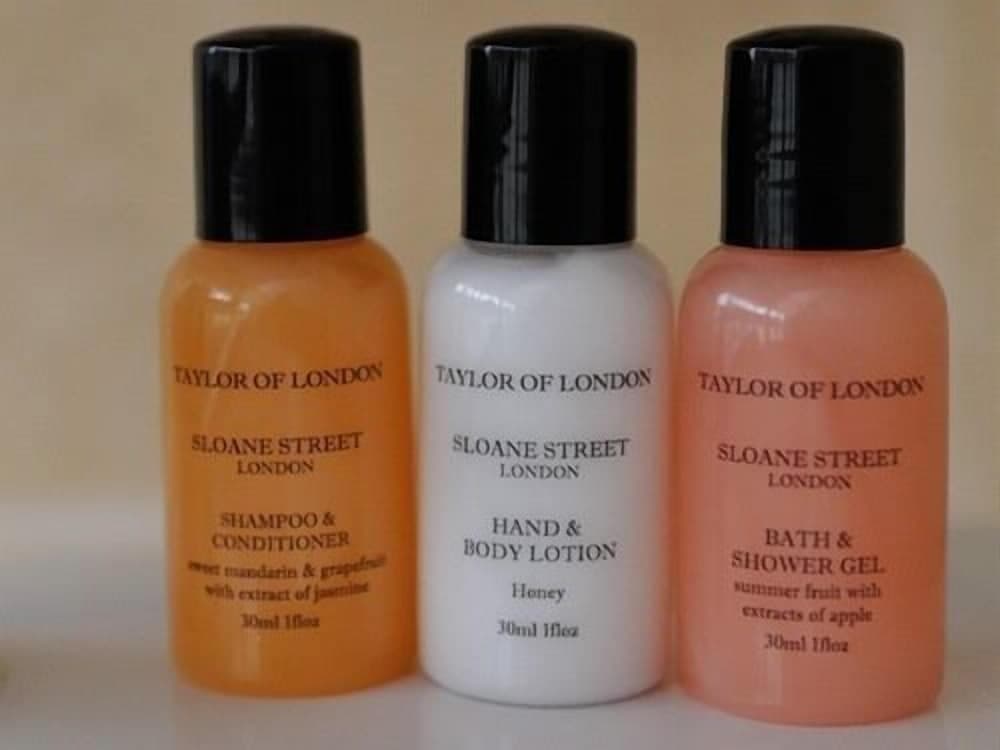 TAYLOR OF LONDON
SLOANE STREET
LONDON
SHAMPOO &
CONDITIONER
sweet mandarin & grapefruit
with extract of jasmine
30ml 1floz
TAYLOR OF LONDON
SLOANE STREET
LONDON
HAND &
BODY LOTION
Honey
30ml 1floz
TAYLOR OF LONDON
SLOANE STREET
LONDON
BATH &
SHOWER GEL
summer fruit with
extracts of apple
30ml 1floz